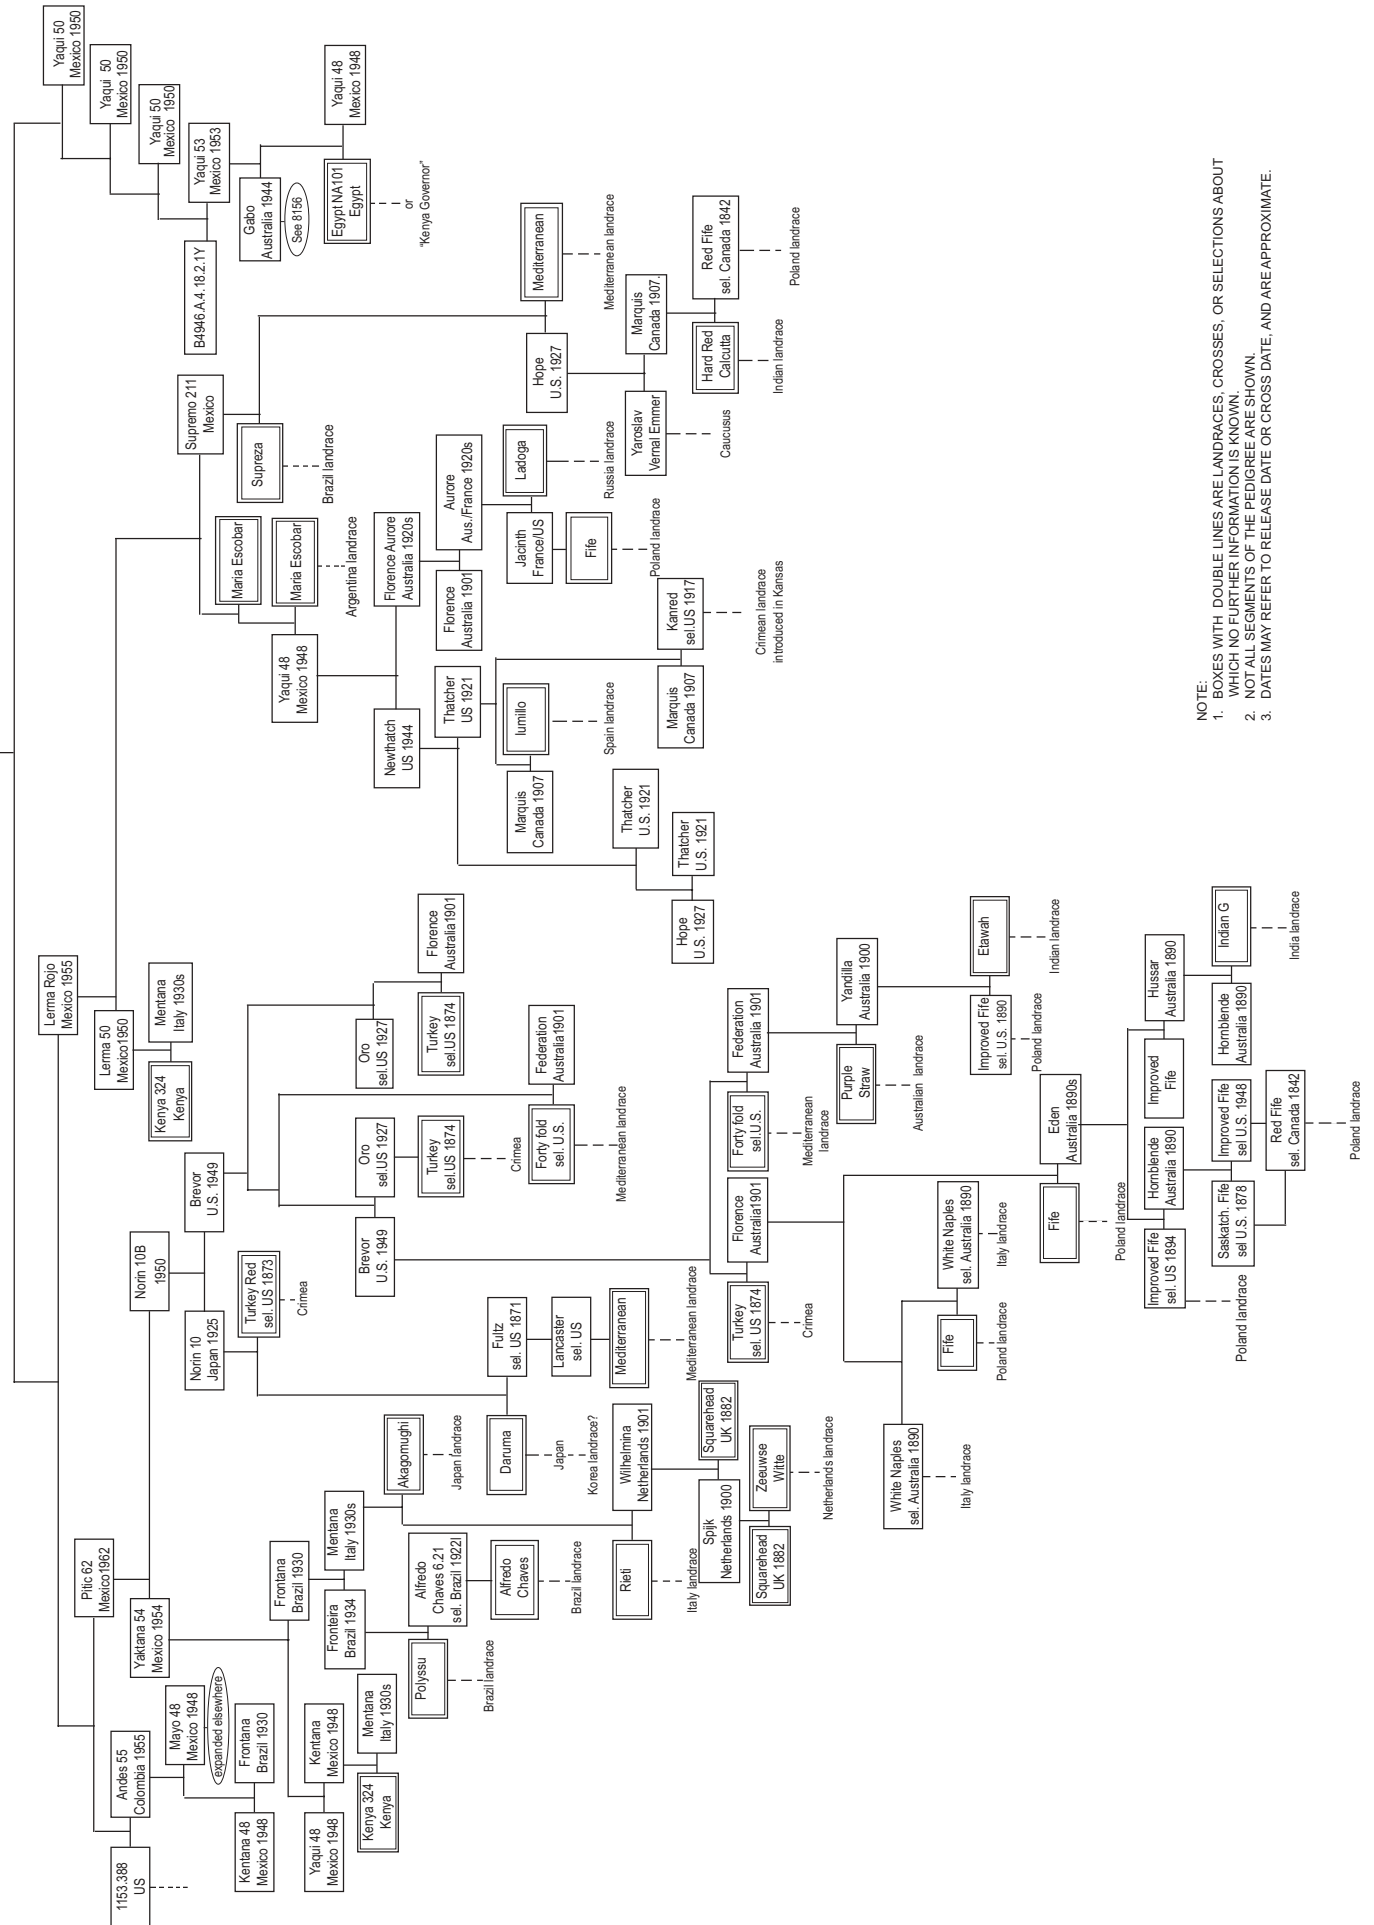 Yaqui 50
Mexico 1950
Lerma Rojo
Mexico 1955
Pitic 62
Mexico1962
Yaqui 50
Mexico 1950
Lerma 50
Mexico1950
1153.388
US
Andes 55
Colombia 1955
Yaktana 54
Mexico 1954
Norin 10B
1950
Kenya 324
Kenya
Mentana
Italy 1930s
Yaqui 50
Mexico 1950
Mayo 48
Mexico 1948
expanded elsewhere
Norin 10
Japan 1925
Brevor
U.S. 1949
Supremo 211
Mexico
B4946.A.4.18.2.1Y
Yaqui 53
Mexico 1953
Kentana 48
Mexico 1948
Frontana
Brazil 1930
Turkey Red
sel. US 1873
Crimea
Maria Escobar
Supreza
Brazil landrace
Gabo
Australia 1944
See 8156
Yaqui 48
Mexico 1948
Kentana
Mexico 1948
Frontana
Brazil 1930
Yaqui 48
Mexico 1948
Maria Escobar
Argentina landrace
Fronteira
Brazil 1934
Mentana
Italy 1930s
Egypt NA101
Egypt
or
"Kenya Governor"
Yaqui 48
Mexico 1948
Kenya 324
Kenya
Mentana
Italy 1930s
Brevor
U.S. 1949
Oro
sel.US 1927
Oro
sel.US 1927
Newthatch
US 1944
Florence Aurore
Australia 1920s
Polyssu
Brazil landrace
Alfredo
Chaves 6.21
sel. Brazil 1922I
Akagomughi
Japan landrace
Turkey
sel.US 1874
Crimea
Turkey
sel.US 1874
Florence
Australia1901
Thatcher
US 1921
Florence
Australia 1901
Aurore
Aus./France 1920s
Alfredo
Chaves
Brazil landrace
Daruma
Japan
Korea landrace?
Fultz
sel. US 1871
Forty fold
sel. U.S.
Mediterranean landrace
Federation
Australia1901
Marquis
Canada 1907
Iumillo
Spain landrace
Jacinth
France/US
Ladoga
Russia landrace
Hope
U.S. 1927
Mediterranean
Mediterranean landrace
Lancaster
sel. US
Fife
Poland landrace
Rieti
Italy landrace
Wilhelmina
Netherlands 1901
Mediterranean
Mediterranean landrace
Thatcher
U.S. 1921
Yaroslav
Vernal Emmer
Caucusus
Marquis
Canada 1907.
Marquis
Canada 1907
Kanred
sel.US 1917
Crimean landrace
introduced in Kansas
Hope
U.S. 1927
Thatcher
U.S. 1921
Spijk
Netherlands 1900
Squarehead
UK 1882
Hard Red
Calcutta
Indian landrace
Red Fife
sel. Canada 1842
Poland landrace
Turkey
sel. US 1874
Crimea
Florence
Australia1901
Forty fold
sel.U.S.
Mediterranean
landrace
Federation
Australia 1901
Squarehead
UK 1882
Zeeuwse
Witte
Netherlands landrace
Purple
Straw
Australian landrace
Yandilla
Australia 1900
White Naples
sel. Australia 1890
Italy landrace
Fife
Poland landrace
White Naples
sel. Australia 1890
Italy landrace
Improved Fife
sel. U.S. 1890
Poland landrace
Etawah
Indian landrace
Fife
Poland landrace
Eden
Australia 1890s
Improved Fife
sel. US 1894
Poland landrace
Hornblende
Australia 1890
Improved
Fife
Hussar
Australia 1890
Saskatch. Fife
sel U.S. 1878
Improved Fife
sel U.S. 1948
Hornblende
Australia 1890
Indian G
India landrace
Poland landrace
Red Fife
sel. Canada 1842
Poland landrace
NOTE:
1. BOXES WITH DOUBLE LINES ARE LANDRACES, CROSSES, OR SELECTIONS ABOUT
WHICH NO FURTHER INFORMATION IS KNOWN.
2. NOT ALL SEGMENTS OF THE PEDIGREE ARE SHOWN.
3. DATES MAY REFER TO RELEASE DATE OR CROSS DATE, AND ARE APPROXIMATE.